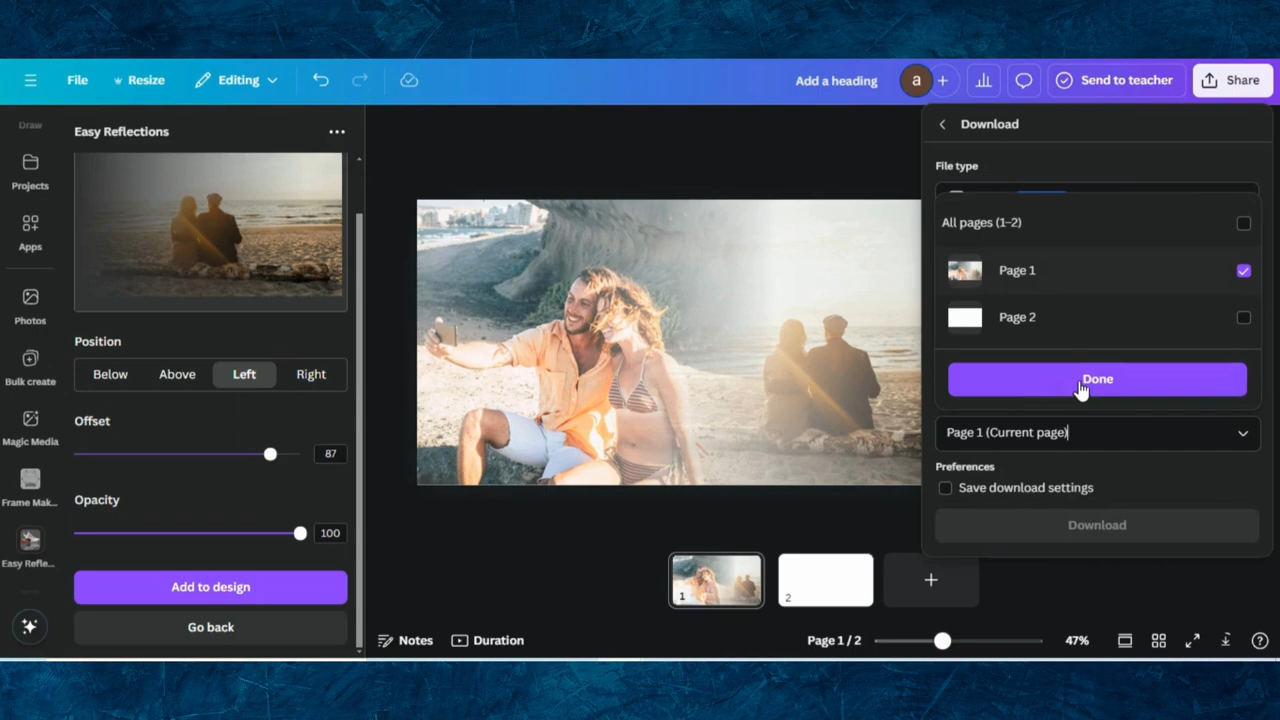 File
Resize
Editing
Add a heading
a
+
Send to teacher
Share
Draw
Projects
Apps
Photos
Bulk create
Magic Media
Frame Mak...
Easy Refle...
Easy Reflections
Position
Below
Above
Left
Right
Offset
87
Opacity
100
Add to design
Go back
Download
File type
All pages (1–2)
Page 1
Page 2
Done
Page 1 (Current page)
Preferences
Save download settings
Download
1
2
+
Notes
Duration
Page 1 / 2
47%